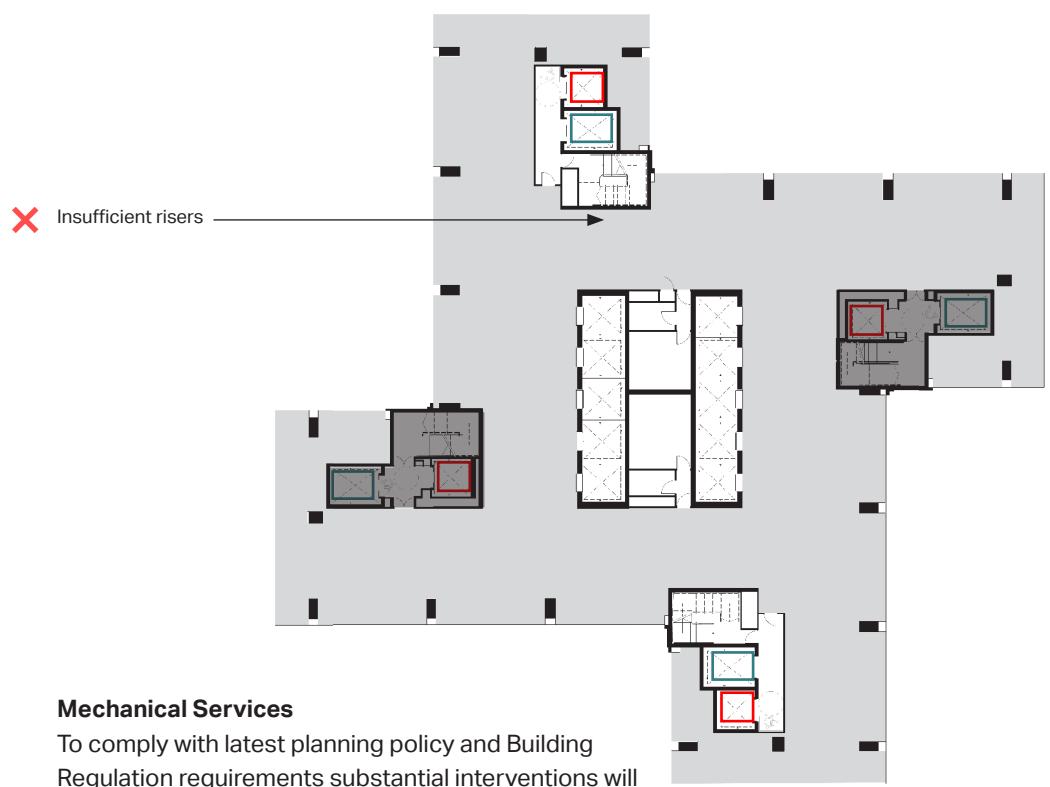 Insufficient risers
Mechanical Services
To comply with latest planning policy and Building
Regulation requirements substantial interventions will